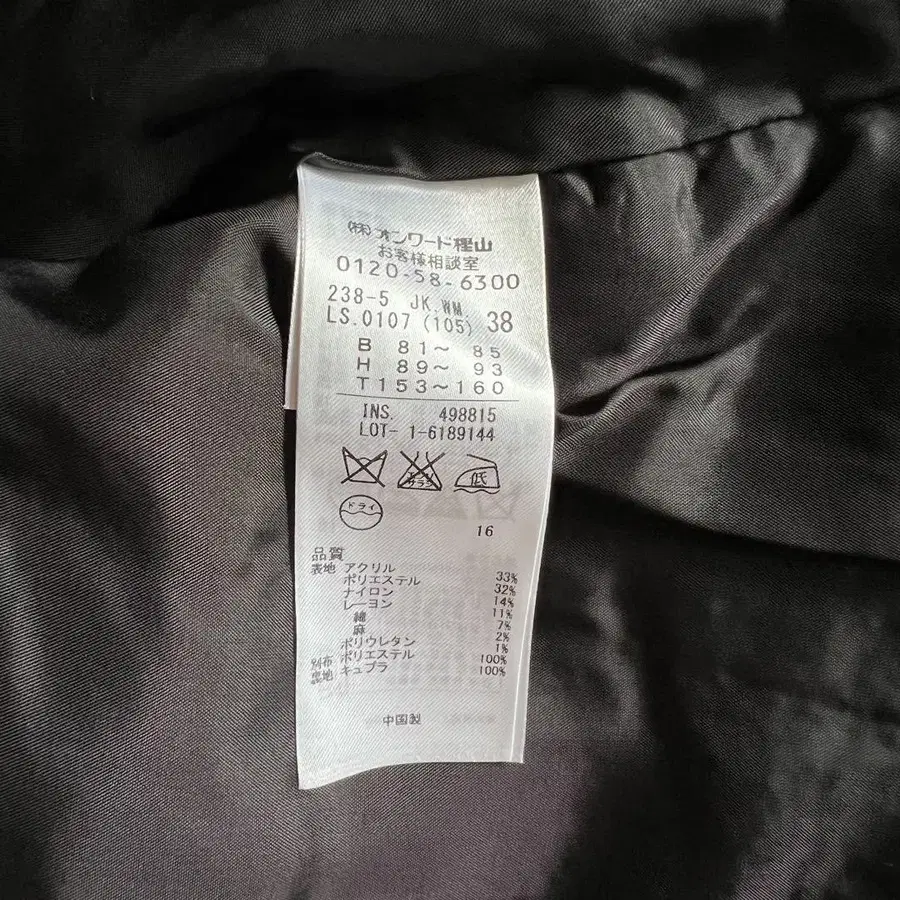 (株)オンワード樫山
お客様相談室
0120-58-6300
238-5 JK.WM.
LS.0107 (105) 38
B 81～ 85
H 89～ 93
T 153～160
INS. 498815
LOT- 1-6189144
低
ドライ
16
品質
表地 アクリル 33%
ポリエステル 32%
ナイロン 14%
レーヨン 11%
綿 7%
麻 2%
ポリウレタン 1%
別布 ポリエステル 100%
裏地 キュプラ 100%
中国製